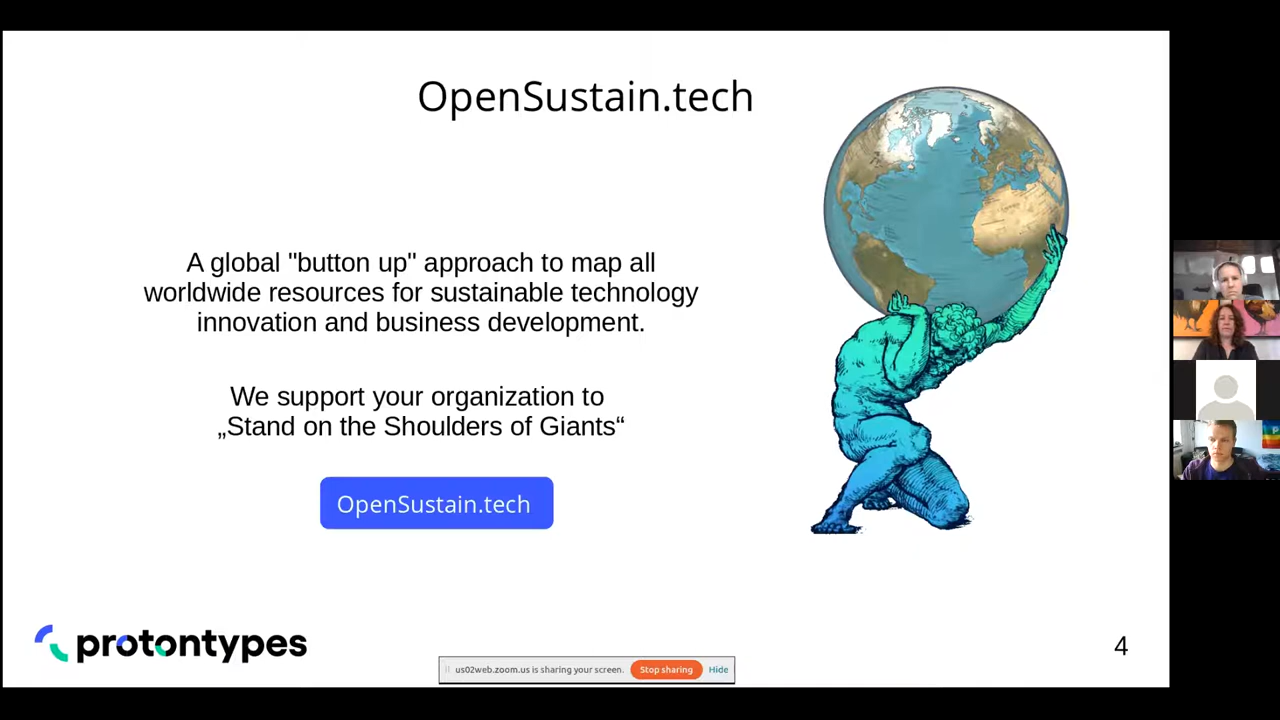 OpenSustain.tech
A global "button up" approach to map all
worldwide resources for sustainable technology
innovation and business development.
We support your organization to
„Stand on the Shoulders of Giants“
OpenSustain.tech
protontypes
us02web.zoom.us is sharing your screen. Stop sharing Hide
4
P